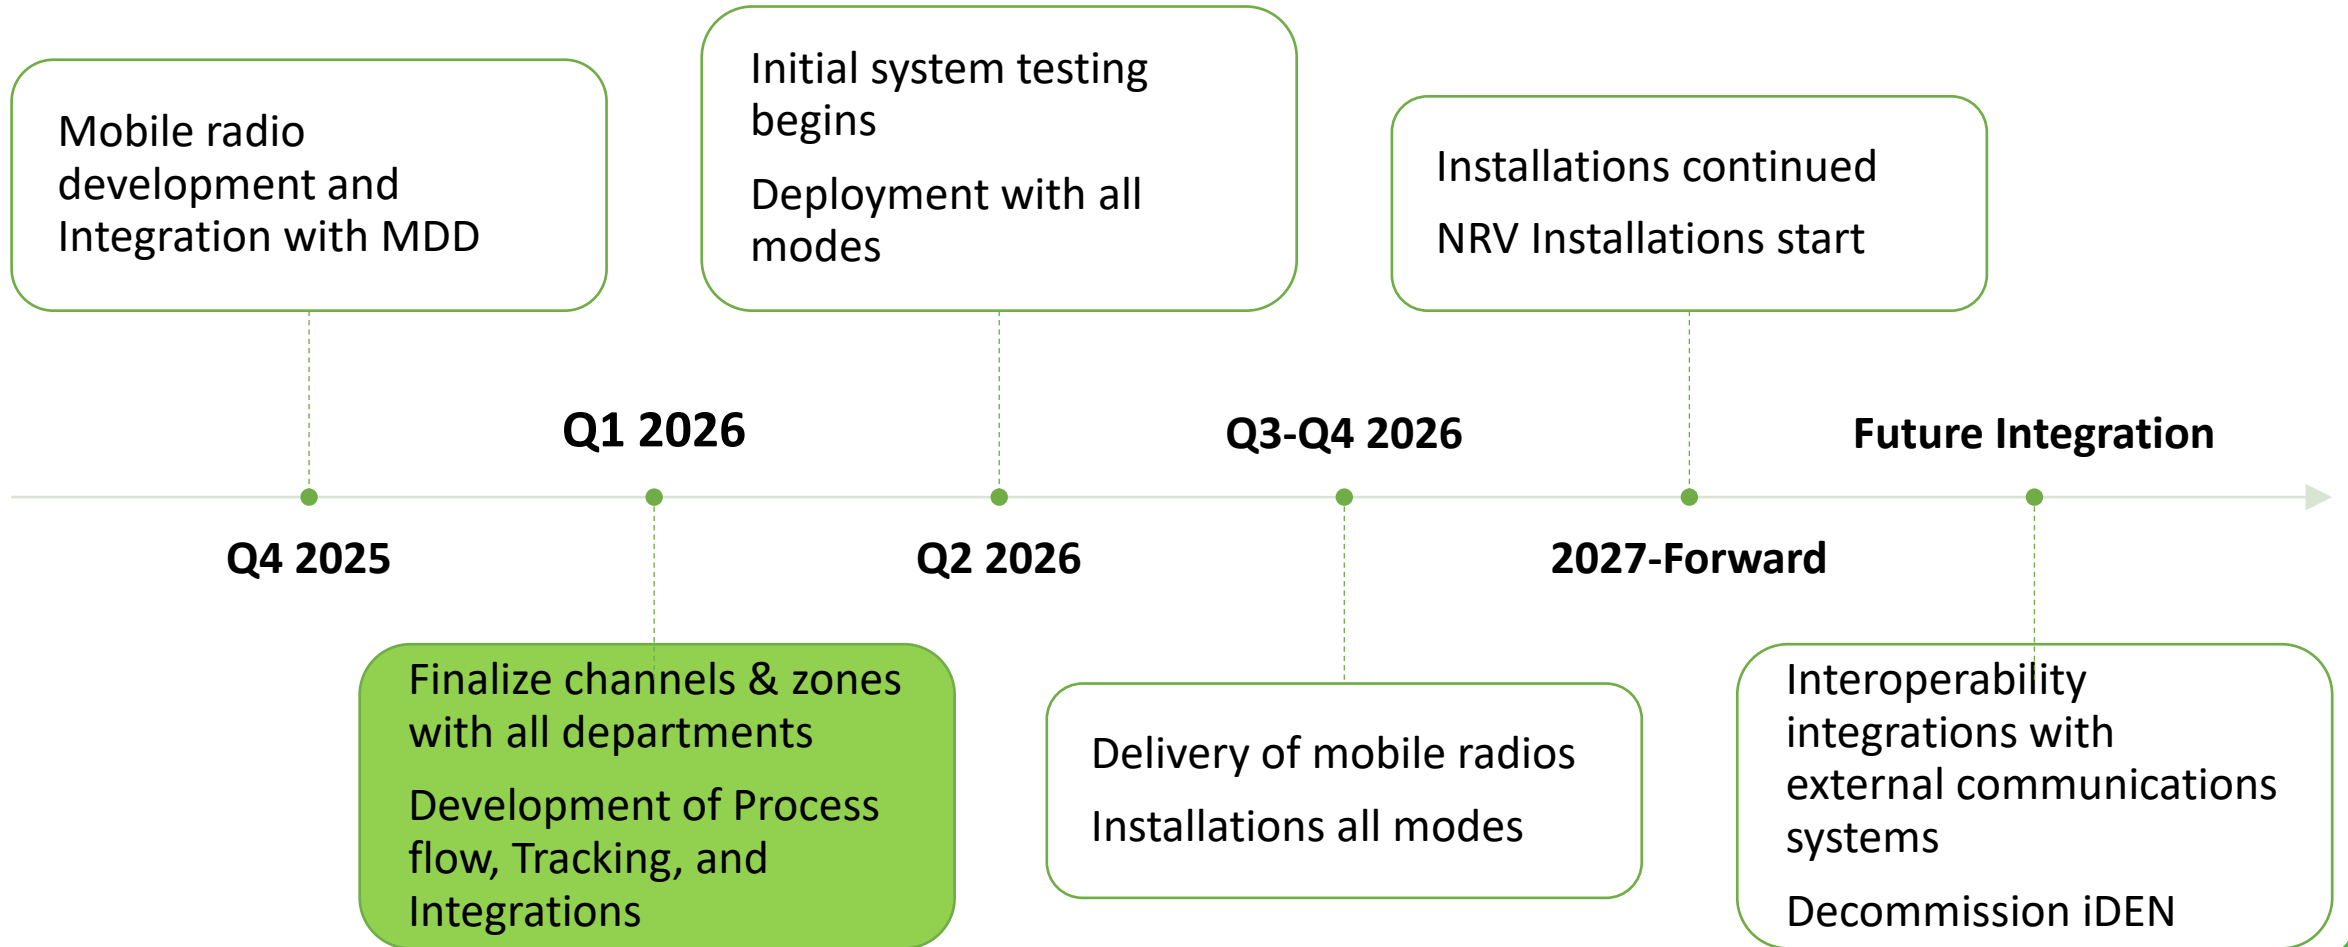 Mobile radio
development and
Integration with MDD
Initial system testing
begins
Deployment with all
modes
Installations continued
NRV Installations start
Q1 2026
Q3-Q4 2026
Future Integration
Q4 2025
Q2 2026
2027-Forward
Finalize channels & zones
with all departments
Development of Process
flow, Tracking, and
Integrations
Delivery of mobile radios
Installations all modes
Interoperability
integrations with
external communications
systems
Decommission iDEN